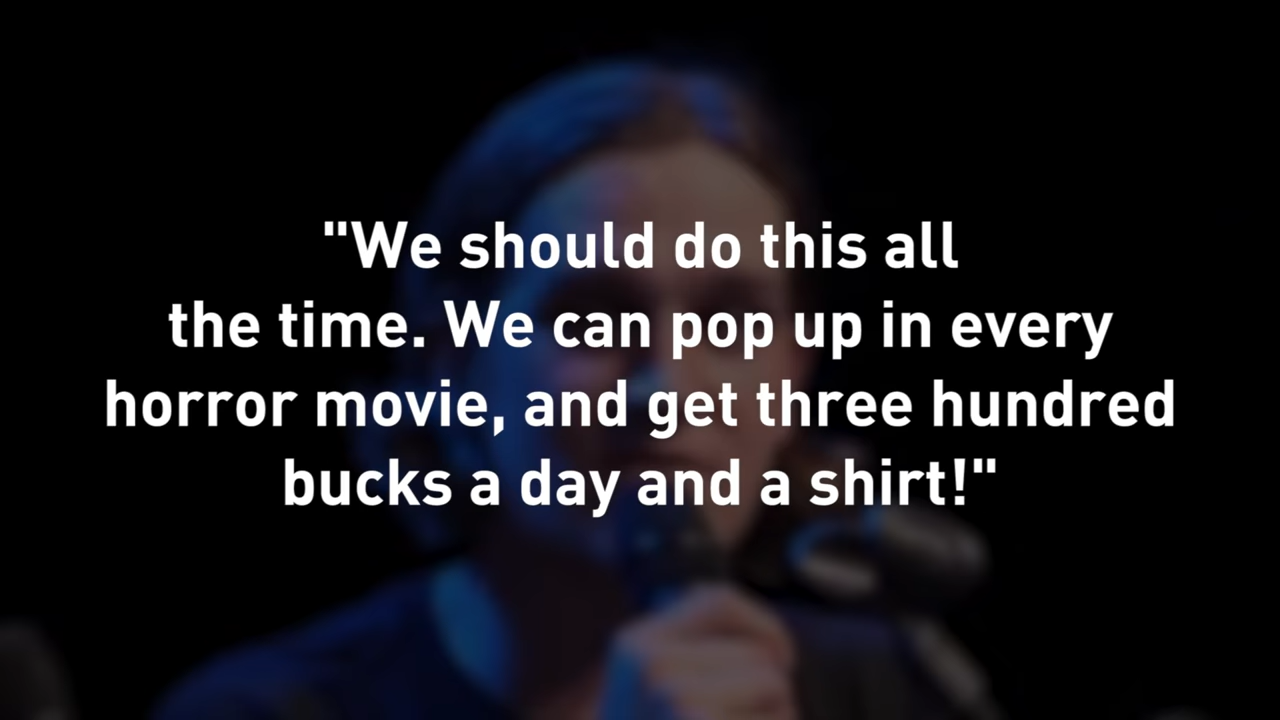 "We should do this all
the time. We can pop up in every
horror movie, and get three hundred
bucks a day and a shirt!"